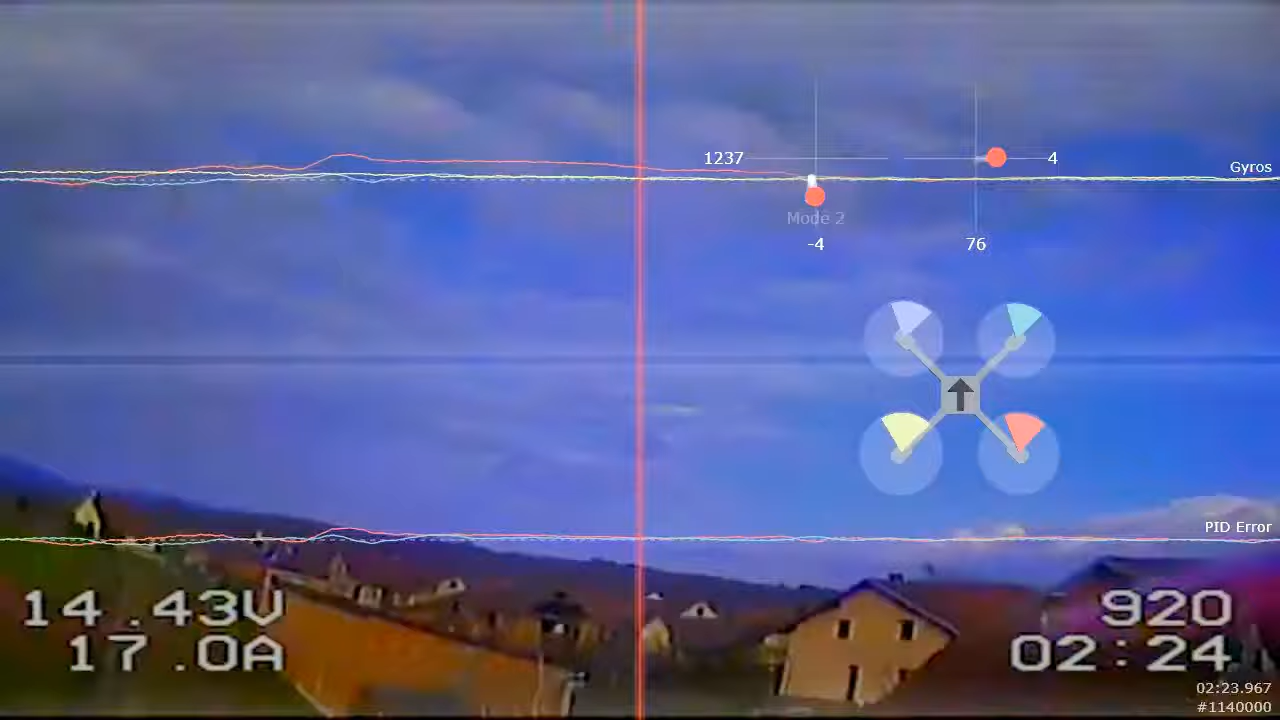 1237
4
Gyros
Mode 2
-4
76
PID Error
14.43V
920
17.0A
02:24
02:23.967
#1140000